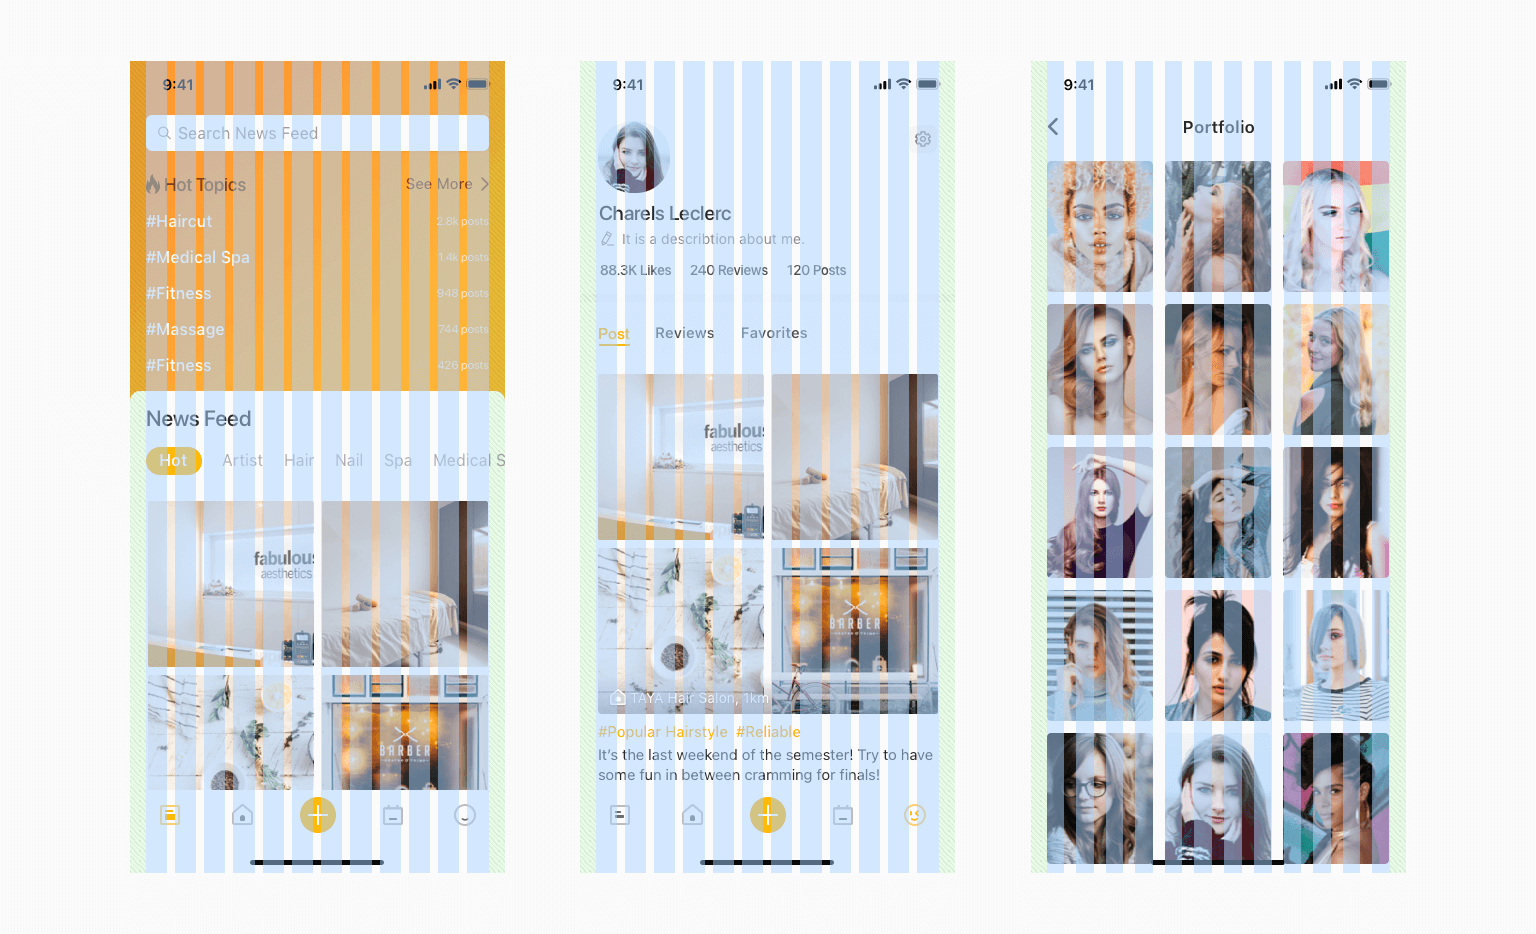 9:41
Search News Feed
Hot Topics
See More
#Haircut
2.8k posts
#Medical Spa
1.4k posts
#Fitness
948 posts
#Massage
744 posts
#Fitness
426 posts
News Feed
Hot Artist Hair Nail Spa Medical S
fabulous
aesthetics
BARBER
9:41
Charels Leclerc
It is a describtion about me.
88.3K Likes 240 Reviews 120 Posts
Post Reviews Favorites
fabulous
aesthetics
BARBER
TAYA Hair Salon, 1km
#Popular Hairstyle #Reliable
It's the last weekend of the semester! Try to have
some fun in between cramming for finals!
9:41
Portfolio